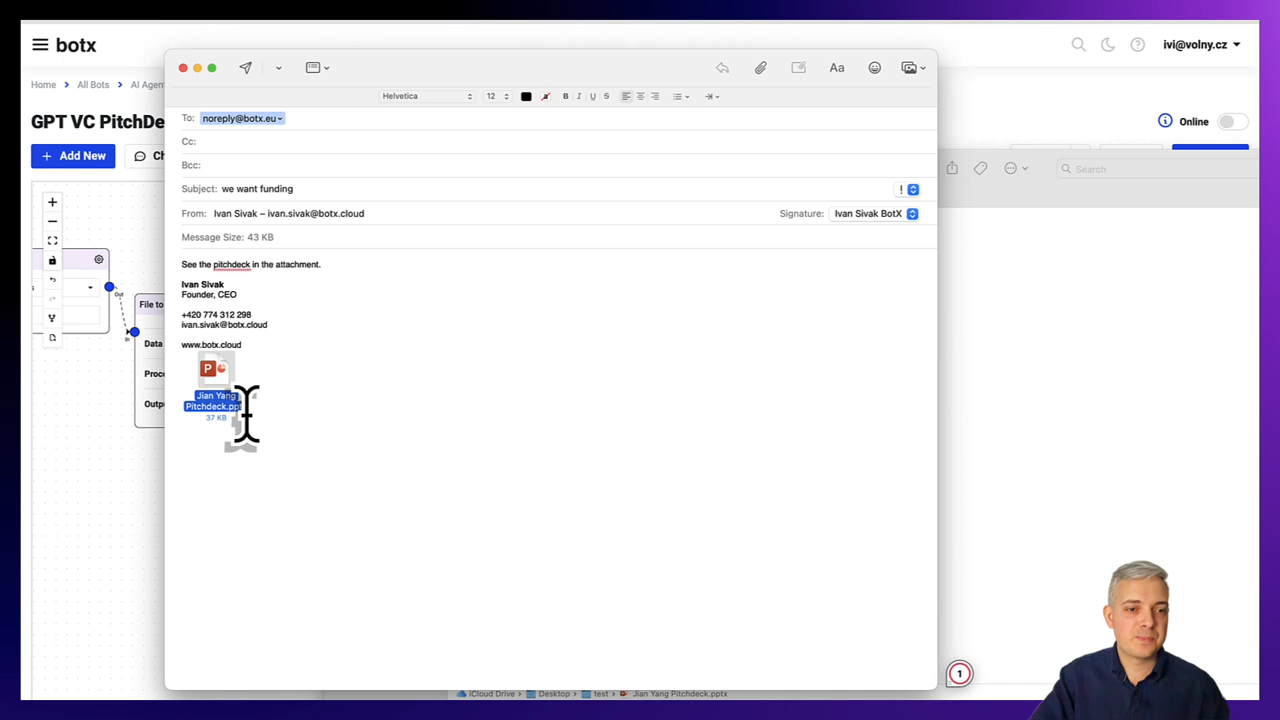 botx
ivi@volny.cz
Home > All Bots > AI Agen
GPT VC PitchDe
Online
+ Add New
Ch
Search
File to
Data
Proc
Outp
Out
In
Helvetica
12
To: noreply@botx.eu
Cc:
Bcc:
Subject: we want funding
!
From: Ivan Sivak – ivan.sivak@botx.cloud
Signature: Ivan Sivak BotX
Message Size: 43 KB
See the pitchdeck in the attachment.
Ivan Sivak
Founder, CEO
+420 774 312 298
ivan.sivak@botx.cloud
www.botx.cloud
Jian Yang
Pitchdeck.pp
37 KB
1
iCloud Drive > Desktop > test > Jian Yang Pitchdeck.pptx